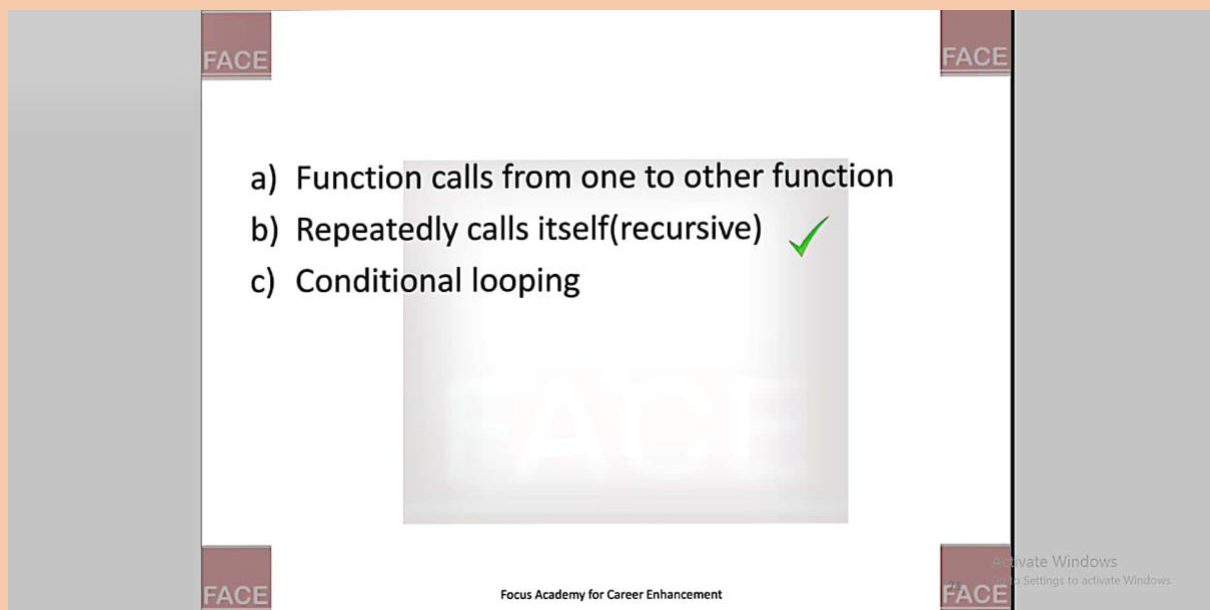 FACE
FACE
a) Function calls from one to other function
b) Repeatedly calls itself(recursive)
c) Conditional looping
FACE
Activate Windows
to Settings to activate Windows.
FACE
Focus Academy for Career Enhancement
FACE